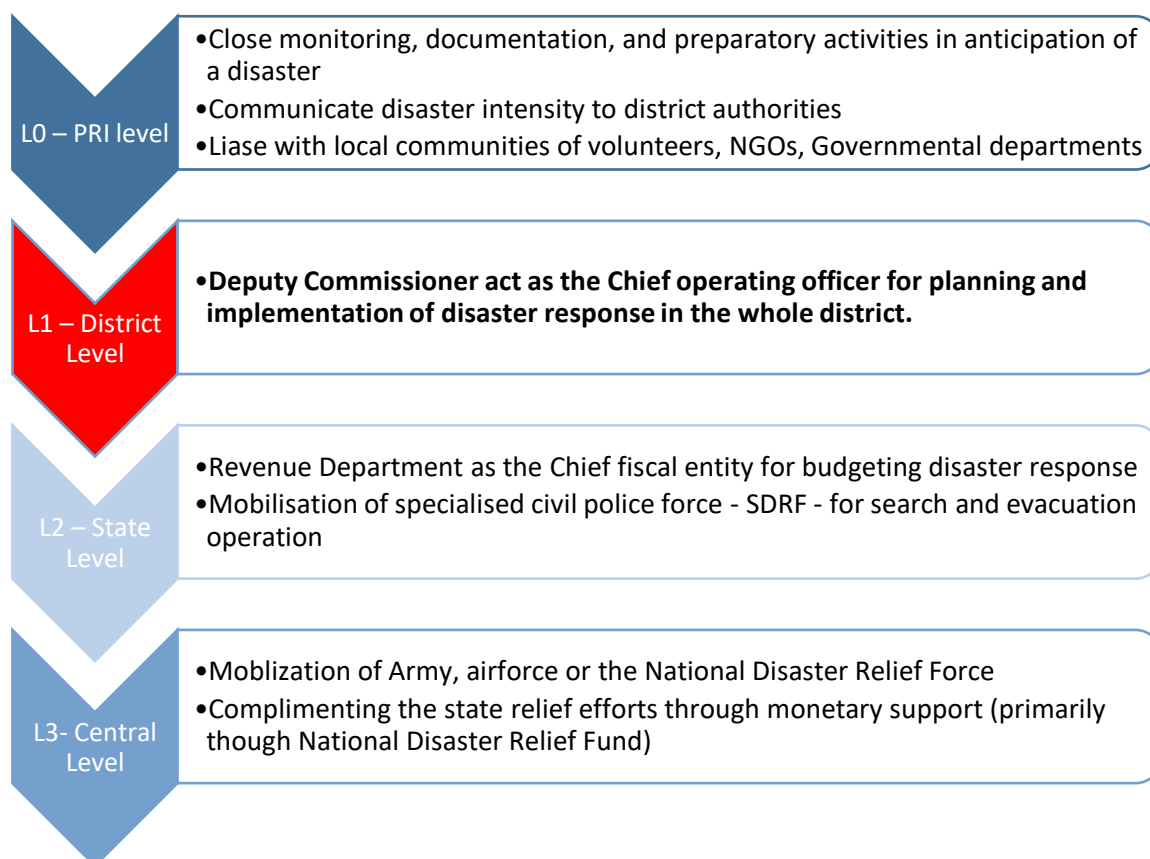 L0 – PRI level
•Close monitoring, documentation, and preparatory activities in anticipation of
a disaster
•Communicate disaster intensity to district authorities
•Liase with local communities of volunteers, NGOs, Governmental departments
L1 – District
Level
•Deputy Commissioner act as the Chief operating officer for planning and
implementation of disaster response in the whole district.
L2 – State
Level
•Revenue Department as the Chief fiscal entity for budgeting disaster response
•Mobilisation of specialised civil police force - SDRF - for search and evacuation
operation
L3- Central
Level
•Moblization of Army, airforce or the National Disaster Relief Force
•Complimenting the state relief efforts through monetary support (primarily
though National Disaster Relief Fund)